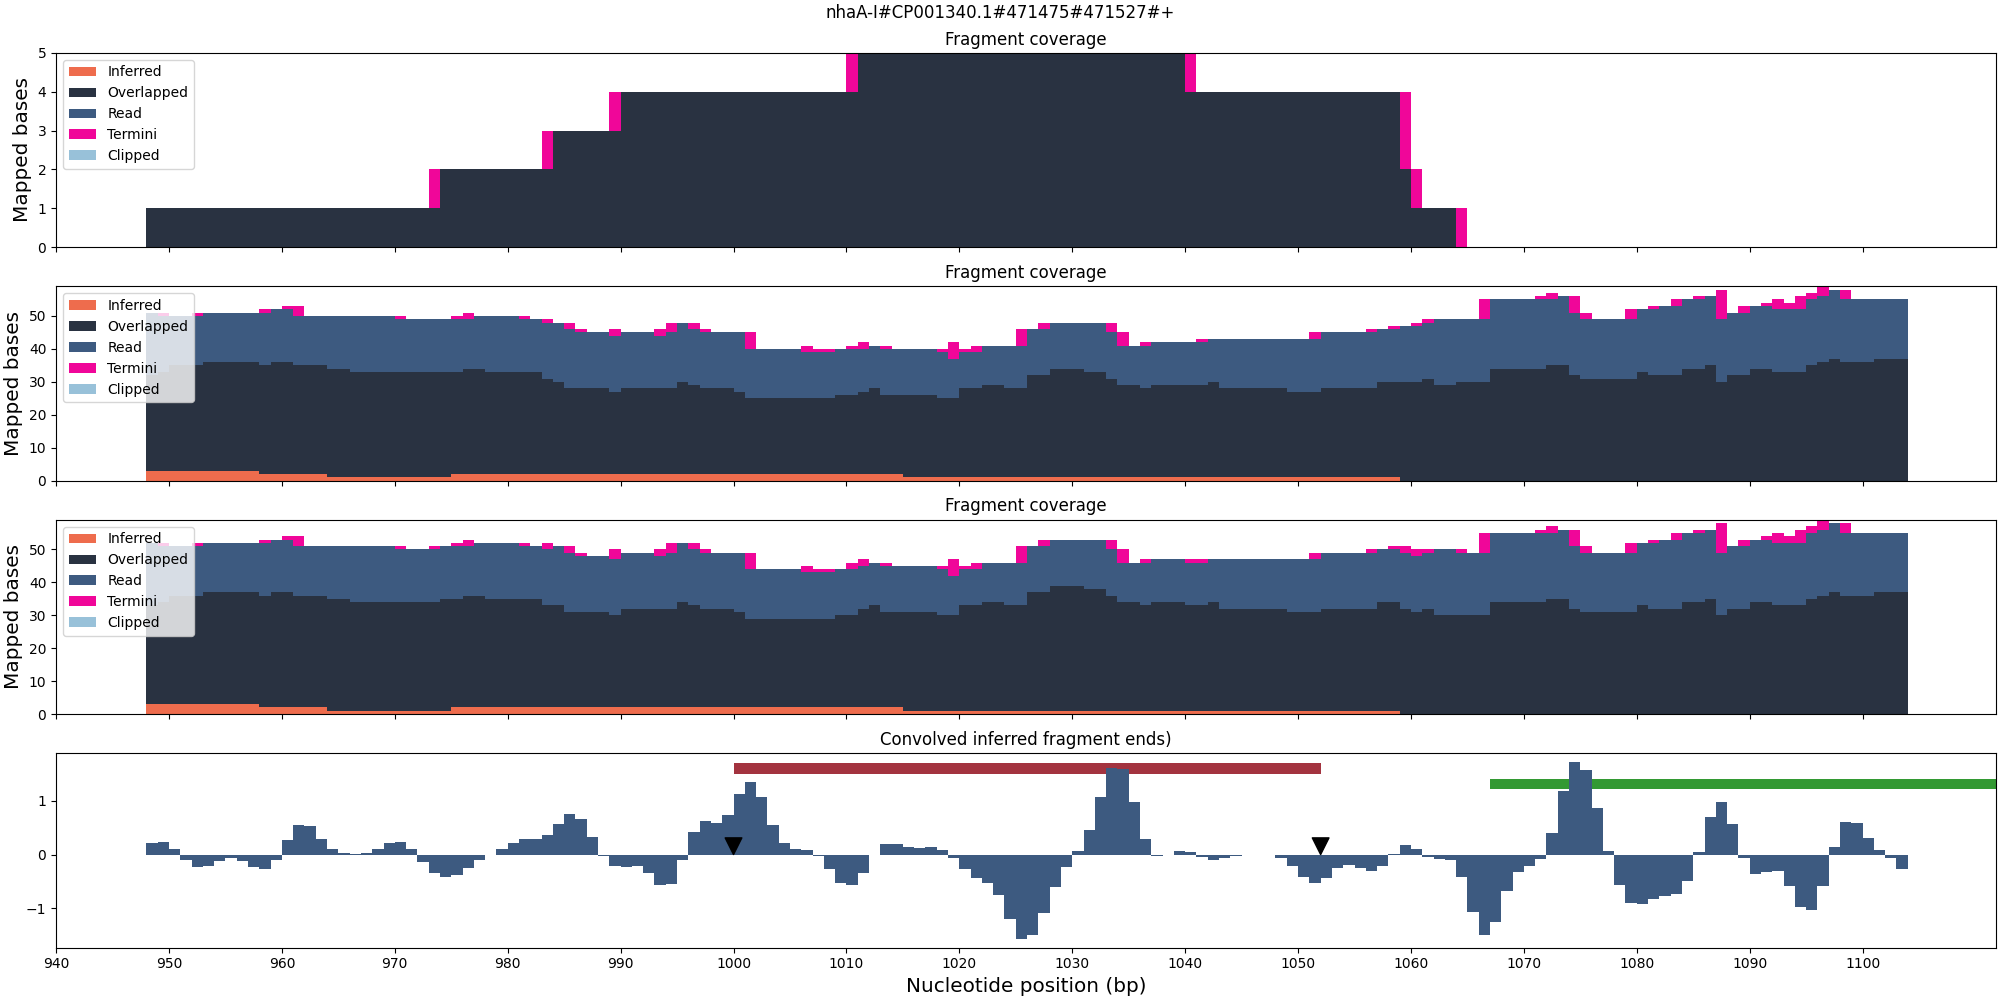 nhaA-I#CP001340.1#471475#471527#+
Fragment coverage
Mapped bases
5
4
3
2
1
0
Inferred
Overlapped
Read
Termini
Clipped
Fragment coverage
Mapped bases
50
40
30
20
10
0
Inferred
Overlapped
Read
Termini
Clipped
Fragment coverage
Mapped bases
50
40
30
20
10
0
Inferred
Overlapped
Read
Termini
Clipped
Convolved inferred fragment ends)
1
0
−1
940 950 960 970 980 990 1000 1010 1020 1030 1040 1050 1060 1070 1080 1090 1100
Nucleotide position (bp)